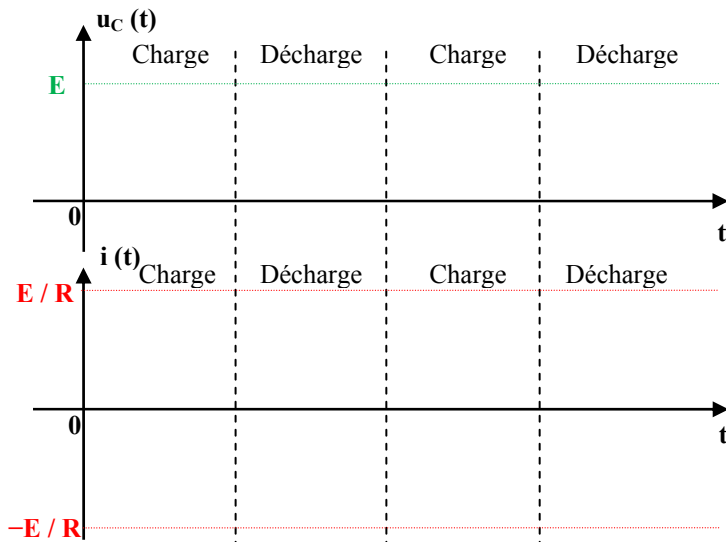 u_C (t)
Charge Décharge Charge Décharge
E
0
t
i (t)
Charge Décharge Charge Décharge
E / R
0
t
−E / R